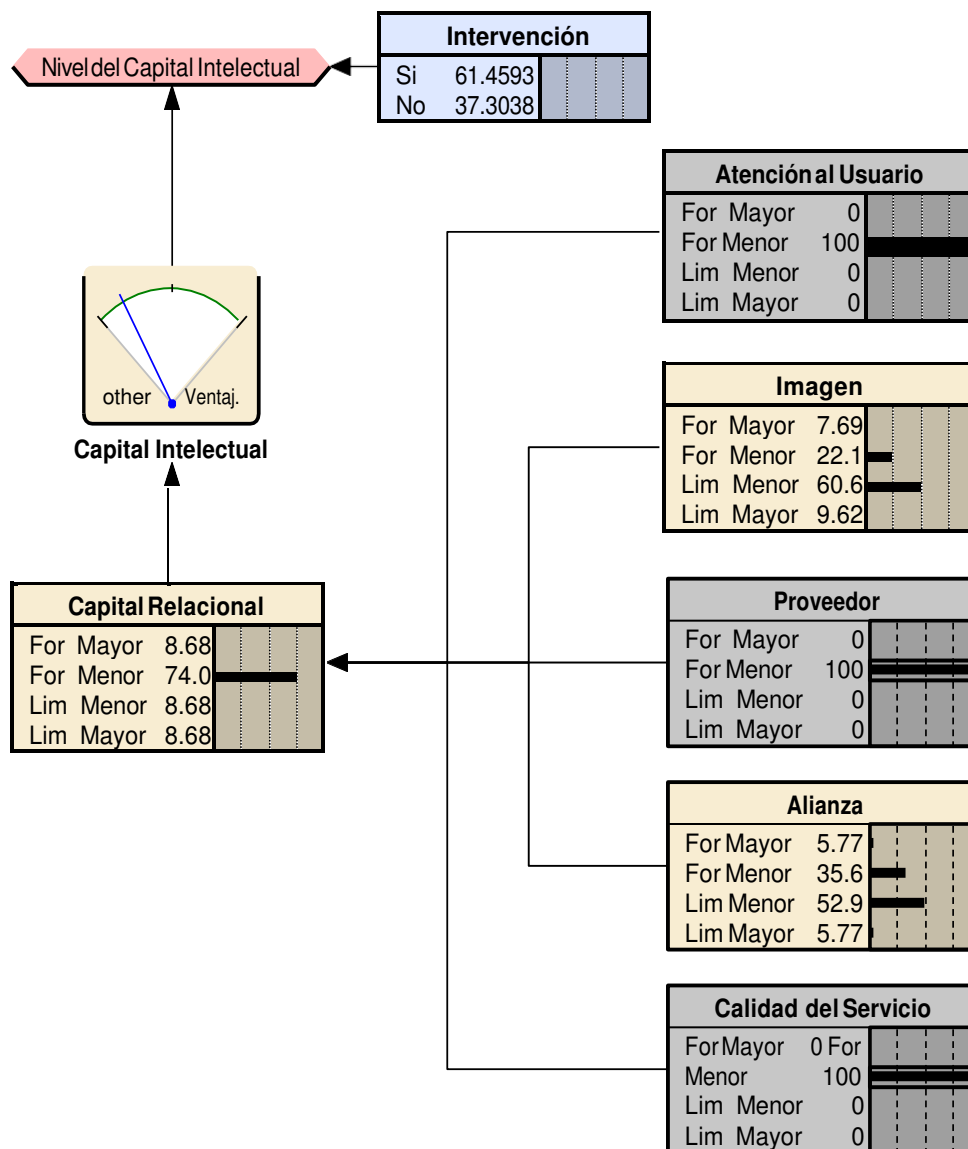 Intervención
Nivel del Capital Intelectual
Si 61.4593
No 37.3038
Atención al Usuario
For Mayor 0
For Menor 100
Lim Menor 0
Lim Mayor 0
other Ventaj.
Capital Intelectual
Imagen
For Mayor 7.69
For Menor 22.1
Lim Menor 60.6
Lim Mayor 9.62
Capital Relacional
For Mayor 8.68
For Menor 74.0
Lim Menor 8.68
Lim Mayor 8.68
Proveedor
For Mayor 0
For Menor 100
Lim Menor 0
Lim Mayor 0
Alianza
For Mayor 5.77
For Menor 35.6
Lim Menor 52.9
Lim Mayor 5.77
Calidad del Servicio
For Mayor 0 For
Menor 100
Lim Menor 0
Lim Mayor 0